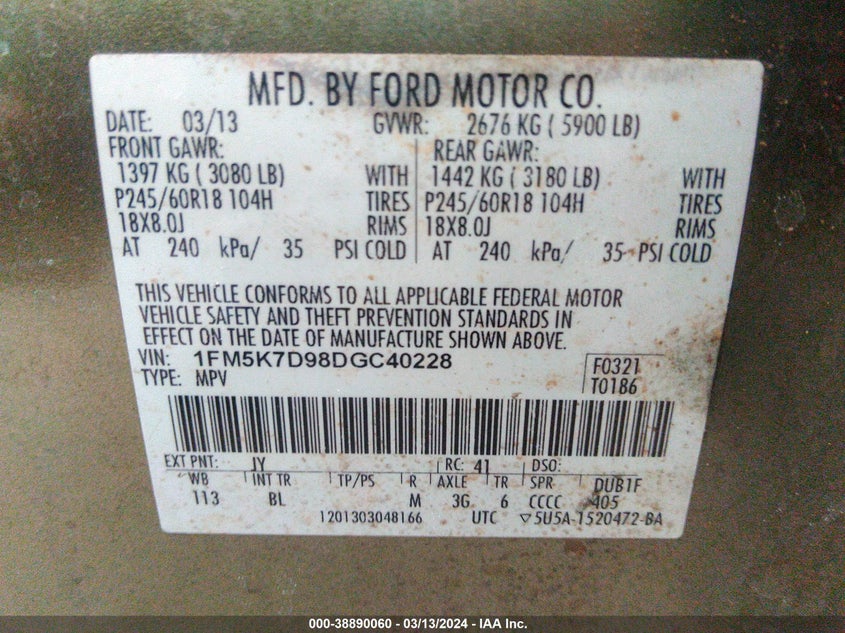 MFD. BY FORD MOTOR CO.
DATE: 03/13 GVWR: 2676 KG ( 5900 LB)
FRONT GAWR: REAR GAWR:
1397 KG ( 3080 LB) WITH 1442 KG ( 3180 LB) WITH
P245/60R18 104H TIRES P245/60R18 104H TIRES
18X8.0J RIMS 18X8.0J RIMS
AT 240 kPa/ 35 PSI COLD AT 240 kPa/ 35 PSI COLD
THIS VEHICLE CONFORMS TO ALL APPLICABLE FEDERAL MOTOR
VEHICLE SAFETY AND THEFT PREVENTION STANDARDS IN
EFFECT ON THE DATE OF MANUFACTURE SHOWN ABOVE.
VIN: 1FM5K7D98DGC40228 F0321
TYPE: MPV T0186
EXT PNT: JY RC: 41 DSO:
WB INT TR TP/PS R AXLE TR SPR DUB1F
113 BL M 3G 6 CCCC 405
1201303048166 UTC ▽5U5A-1520472-BA
000-38890060 - 03/13/2024 - IAA Inc.